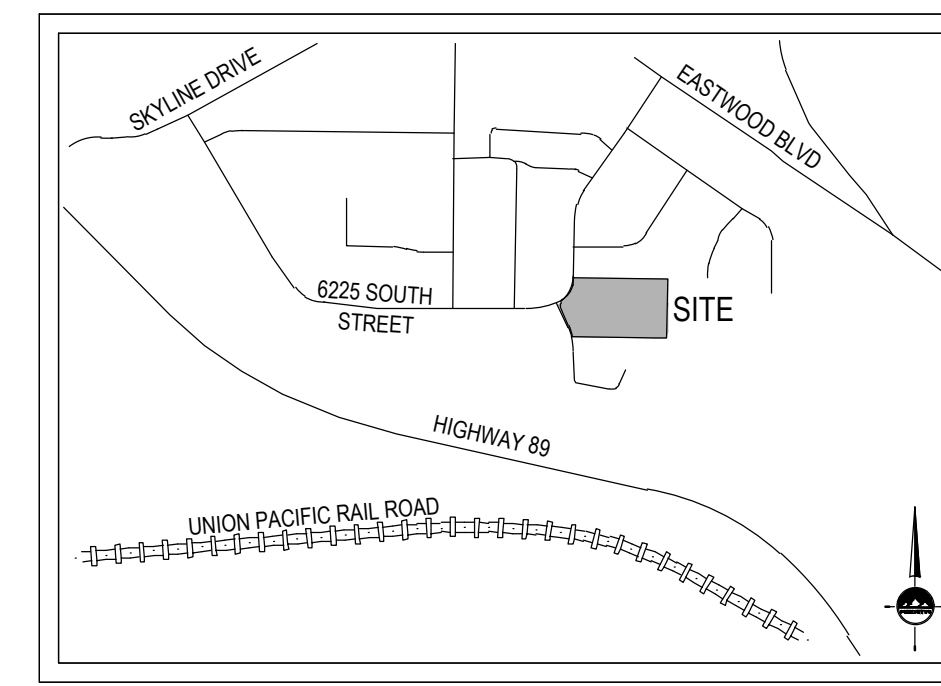 SKYLINE DRIVE
EASTWOOD BLVD
6225 SOUTH
STREET
SITE
HIGHWAY 89
UNION PACIFIC RAIL ROAD